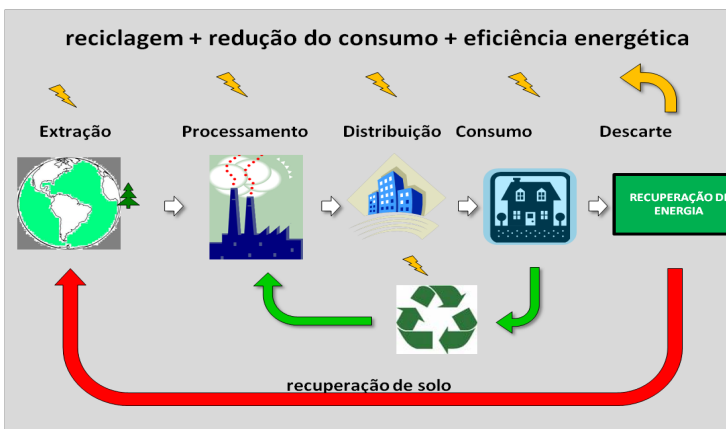 reciclagem + redução do consumo + eficiência energética
Extração Processamento Distribuição Consumo Descarte
RECUPERAÇÃO DE
ENERGIA
recuperação de solo